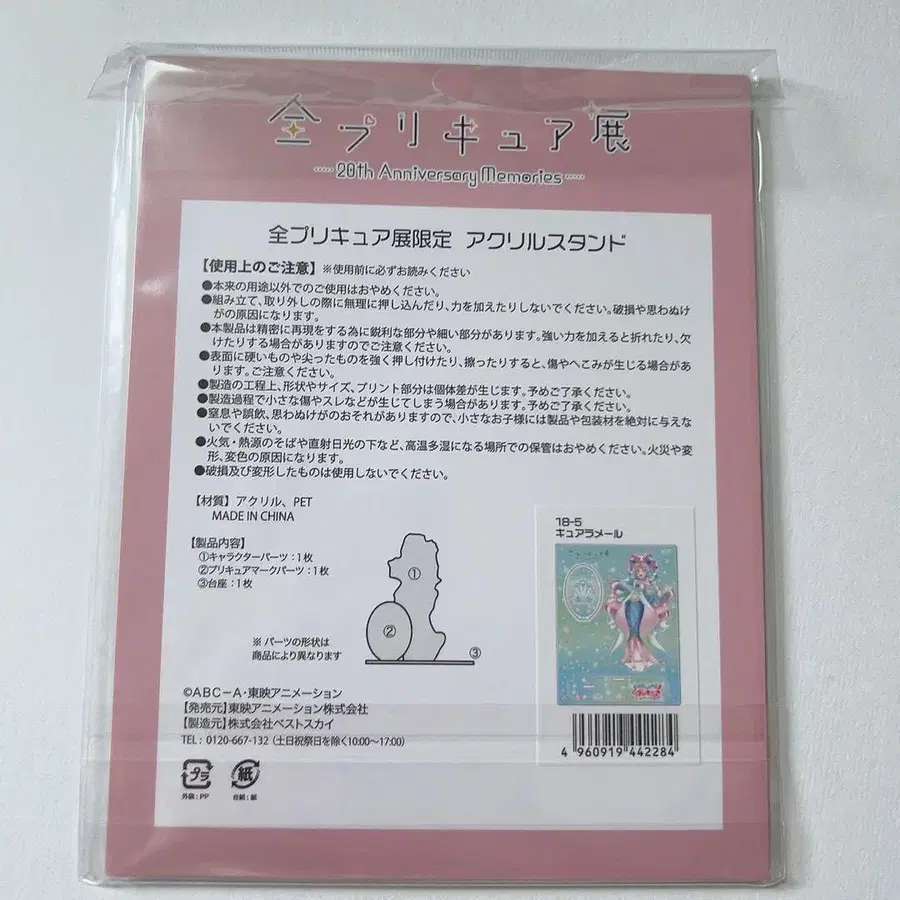 全プリキュア展
20th Anniversary Memories
全プリキュア展限定 アクリルスタンド
【使用上のご注意】※使用前に必ずお読みください
●本来の用途以外でのご使用はおやめください。
●組み立て、取り外しの際に無理に押し込んだり、力を加えたりしないでください。破損や思わぬけ
がの原因になります。
●本製品は精密に再現をする為に鋭利な部分や細い部分があります。強い力を加えると折れたり、欠
けたりする場合がありますのでご注意ください。
●表面に硬いものや尖ったものを強く押し付けたり、擦ったりすると、傷やへこみが生じる場合があ
ります。ご注意ください。
●製造の工程上、形状やサイズ、プリント部分は個体差が生じます。予めご了承ください。
●製造過程で小さな傷やスレなどが生じてしまう場合があります。予めご了承ください。
●窒息や誤飲、思わぬけがのおそれがありますので、小さなお子様には製品や包装材を絶対に与えな
いでください。
●火気・熱源のそばや直射日光の下など、高温多湿になる場所での保管はおやめください。火災や変
形、変色の原因になります。
●破損及び変形したものは使用しないでください。
【材質】アクリル、PET
MADE IN CHINA
【製品内容】
①キャラクターパーツ：1枚
②プリキュアマークパーツ：1枚
③台座：1枚
①
②
③
※パーツの形状は
商品により異なります
18-5
キュアラメール
4 960919 442284
©ABC-A・東映アニメーション
【発売元】東映アニメーション株式会社
【製造元】株式会社ベストスカイ
TEL：0120-667-132（土日祝祭日を除く10:00～17:00）
プラ
紙
外袋：PP
台紙：紙